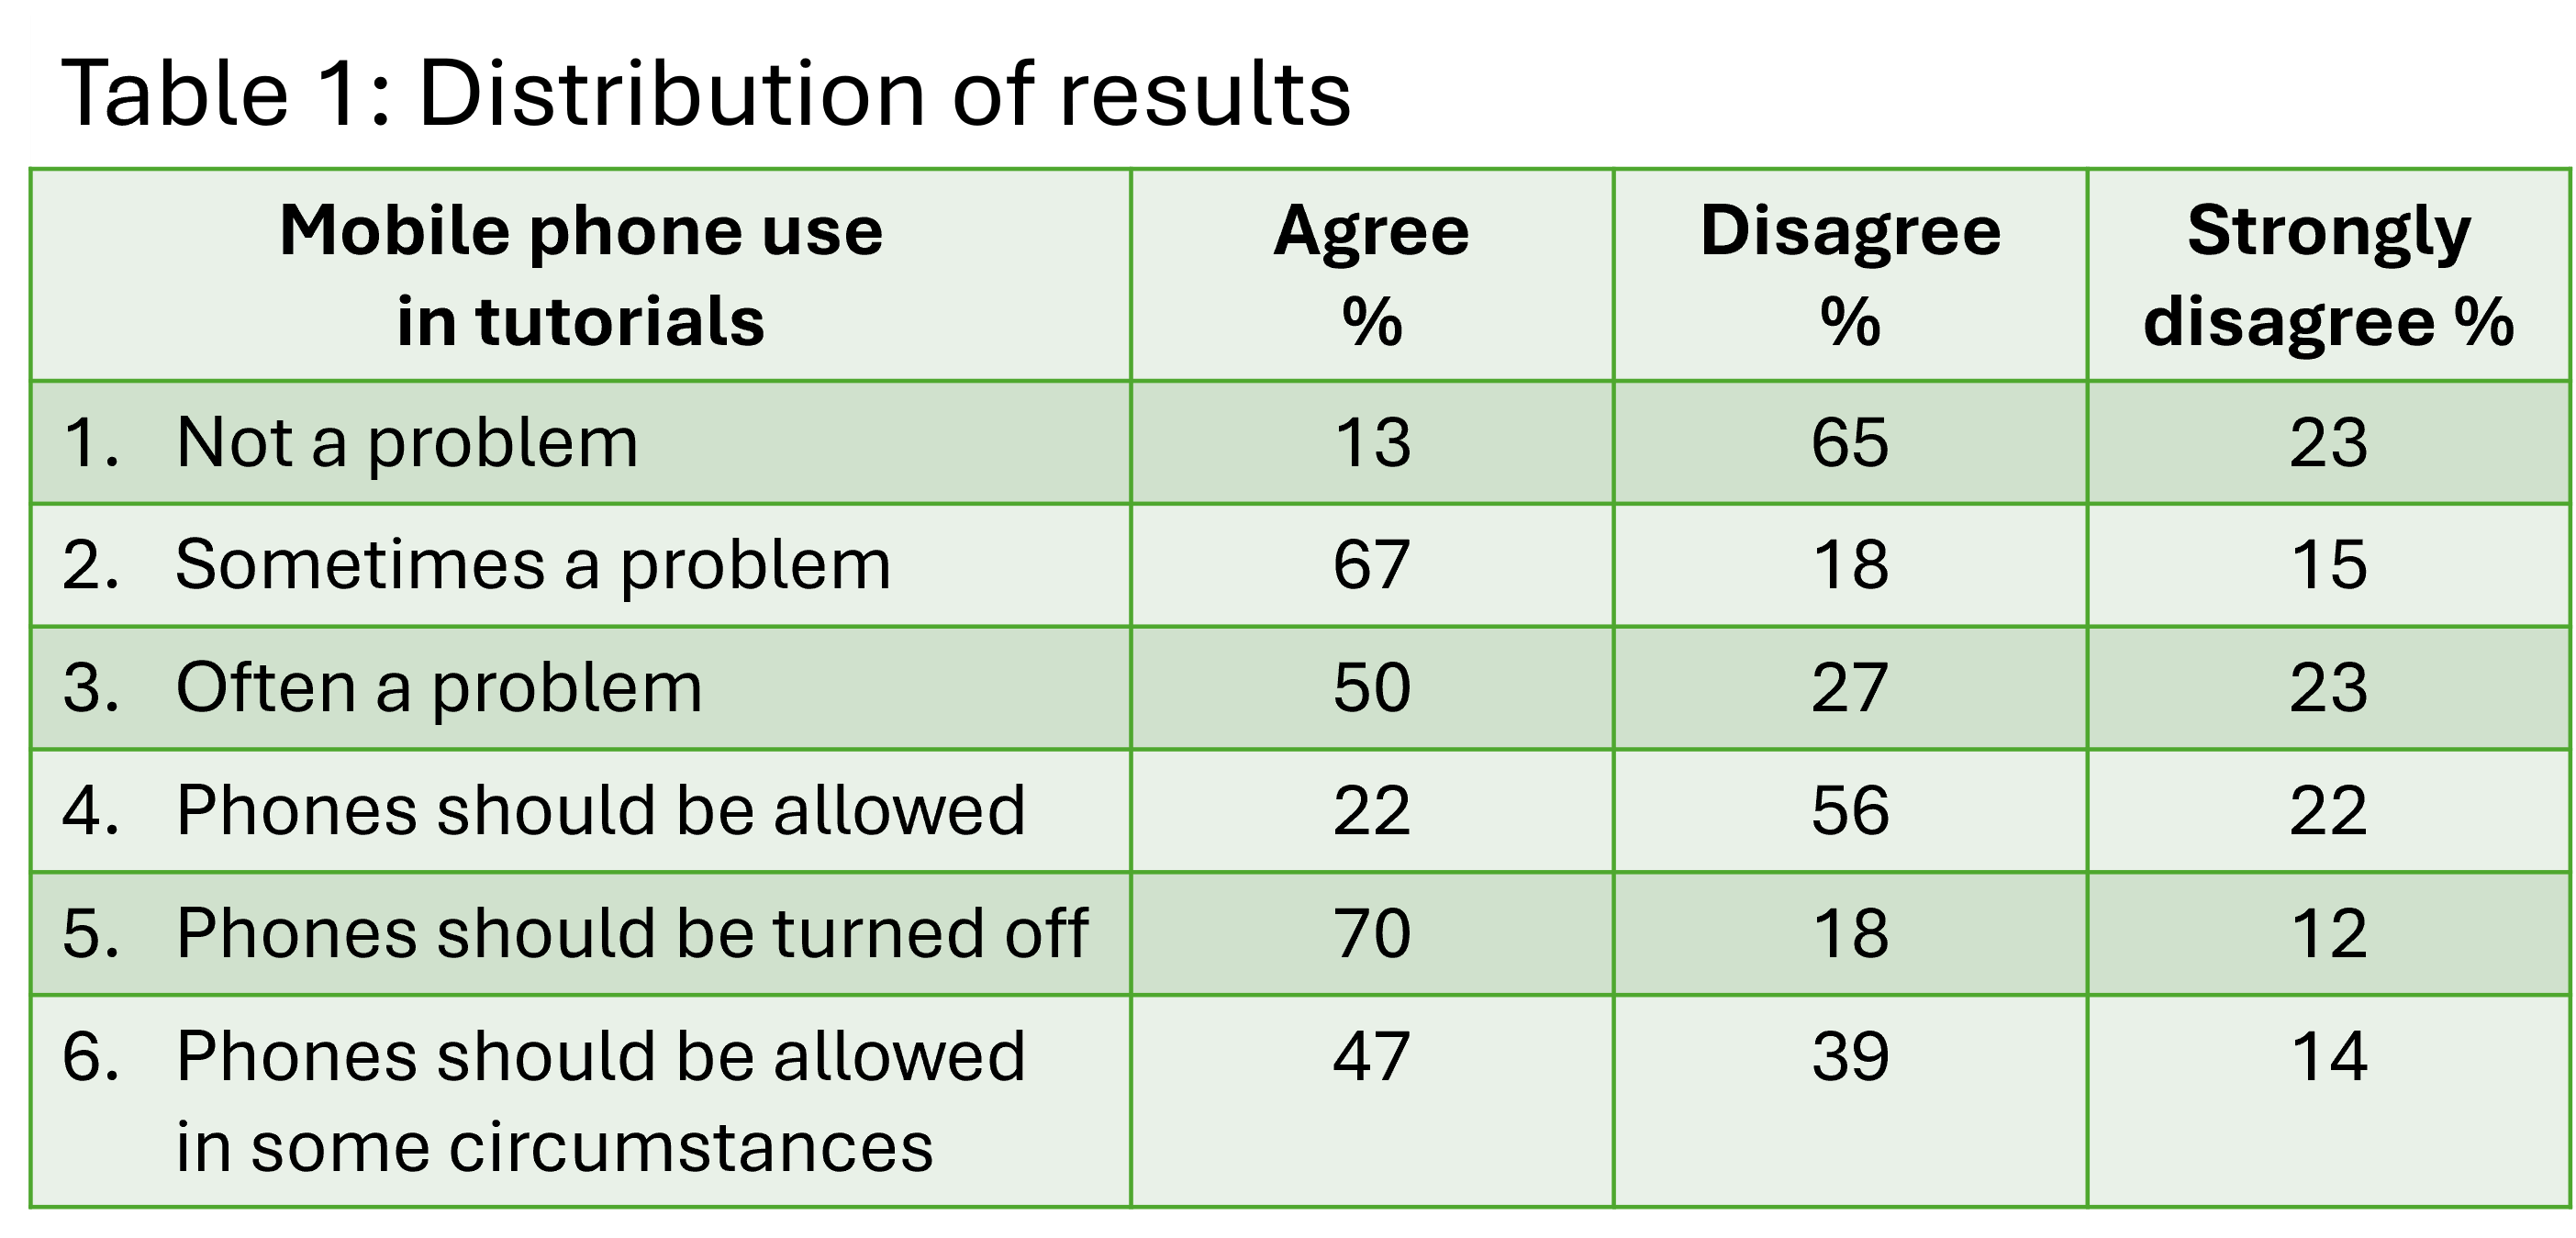 Table 1: Distribution of results
Mobile phone use
in tutorials
Agree
%
Disagree
%
Strongly
disagree %
1. Not a problem 13 65 23
2. Sometimes a problem 67 18 15
3. Often a problem 50 27 23
4. Phones should be allowed 22 56 22
5. Phones should be turned off 70 18 12
6. Phones should be allowed 47 39 14
in some circumstances